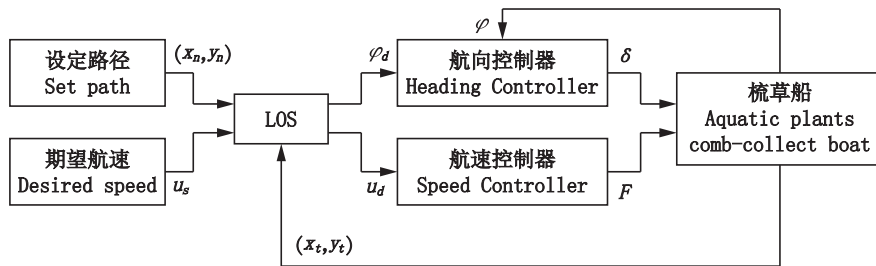 φ
设定路径
Set path
(xₙ,yₙ)
φ_d
航向控制器
Heading Controller
δ
梳草船
Aquatic plants
comb-collect boat
LOS
期望航速
Desired speed
u_s
u_d
航速控制器
Speed Controller
F
(x_t,y_t)